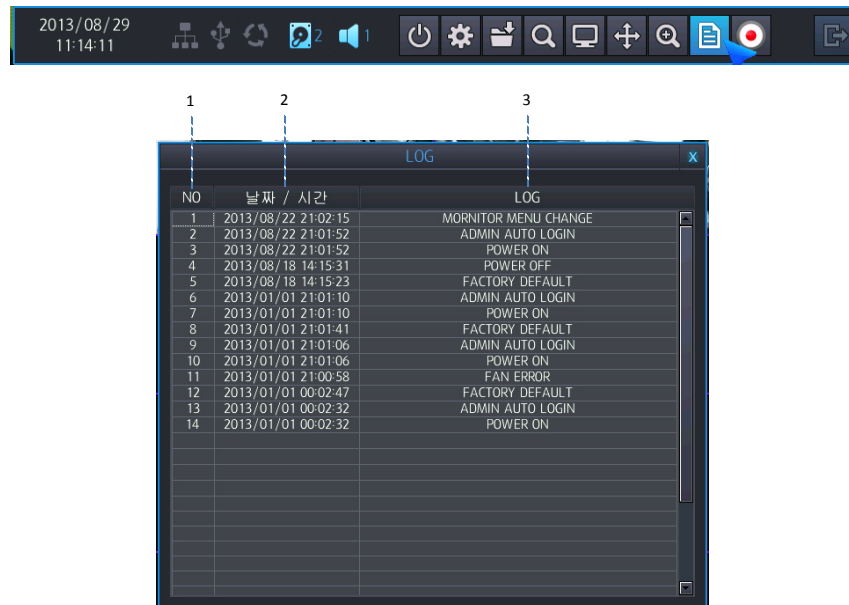 2013/08/29
11:14:11
2
1
1 2 3
LOG
X
NO 날짜 / 시간 LOG
1 2013/08/22 21:02:15 MORNITOR MENU CHANGE
2 2013/08/22 21:01:52 ADMIN AUTO LOGIN
3 2013/08/22 21:01:52 POWER ON
4 2013/08/18 14:15:31 POWER OFF
5 2013/08/18 14:15:23 FACTORY DEFAULT
6 2013/01/01 21:01:10 ADMIN AUTO LOGIN
7 2013/01/01 21:01:10 POWER ON
8 2013/01/01 21:01:41 FACTORY DEFAULT
9 2013/01/01 21:01:06 ADMIN AUTO LOGIN
10 2013/01/01 21:01:06 POWER ON
11 2013/01/01 21:00:58 FAN ERROR
12 2013/01/01 00:02:47 FACTORY DEFAULT
13 2013/01/01 00:02:32 ADMIN AUTO LOGIN
14 2013/01/01 00:02:32 POWER ON